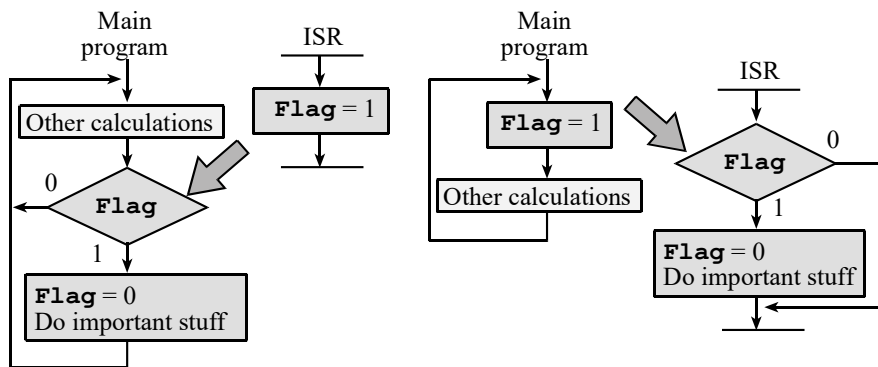 Main
program
Other calculations
0
Flag
1
Flag = 0
Do important stuff
ISR
Flag = 1
Main
program
Flag = 1
Other calculations
ISR
Flag
0
1
Flag = 0
Do important stuff